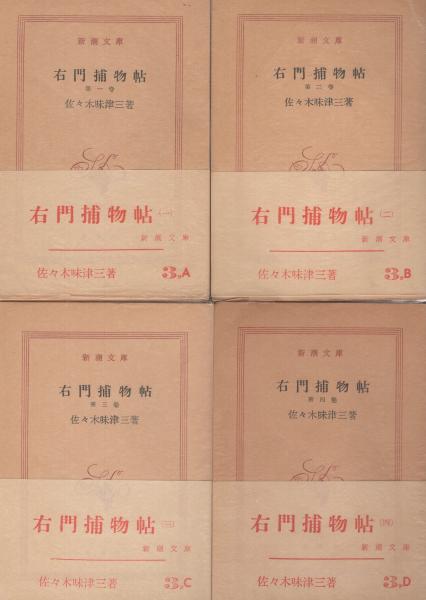 新潮文庫
右門捕物帖
第一巻
佐々木味津三著
右門捕物帖 (一)
新潮文庫
佐々木味津三著 3 A
新潮文庫
右門捕物帖
第二巻
佐々木味津三著
右門捕物帖 (二)
新潮文庫
佐々木味津三著 3 B
新潮文庫
右門捕物帖
第三巻
佐々木味津三著
右門捕物帖 (三)
新潮文庫
佐々木味津三著 3 C
新潮文庫
右門捕物帖
第四巻
佐々木味津三著
右門捕物帖 (四)
新潮文庫
佐々木味津三著 3 D